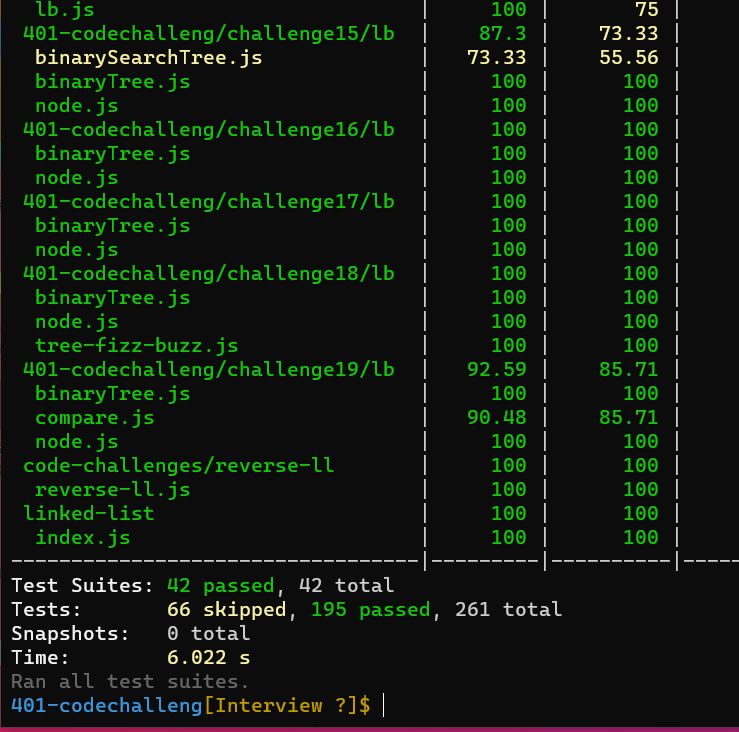 lb.js | 100 | 75 |
401-codechalleng/challenge15/lb | 87.3 | 73.33 |
binarySearchTree.js | 73.33 | 55.56 |
binaryTree.js | 100 | 100 |
node.js | 100 | 100 |
401-codechalleng/challenge16/lb | 100 | 100 |
binaryTree.js | 100 | 100 |
node.js | 100 | 100 |
401-codechalleng/challenge17/lb | 100 | 100 |
binaryTree.js | 100 | 100 |
node.js | 100 | 100 |
401-codechalleng/challenge18/lb | 100 | 100 |
binaryTree.js | 100 | 100 |
node.js | 100 | 100 |
tree-fizz-buzz.js | 100 | 100 |
401-codechalleng/challenge19/lb | 92.59 | 85.71 |
binaryTree.js | 100 | 100 |
compare.js | 90.48 | 85.71 |
node.js | 100 | 100 |
code-challenges/reverse-ll | 100 | 100 |
reverse-ll.js | 100 | 100 |
linked-list | 100 | 100 |
index.js | 100 | 100 |
----------------------------------|---------|----------|-----
Test Suites: 42 passed, 42 total
Tests: 66 skipped, 195 passed, 261 total
Snapshots: 0 total
Time: 6.022 s
Ran all test suites.
401-codechalleng[Interview ?]$